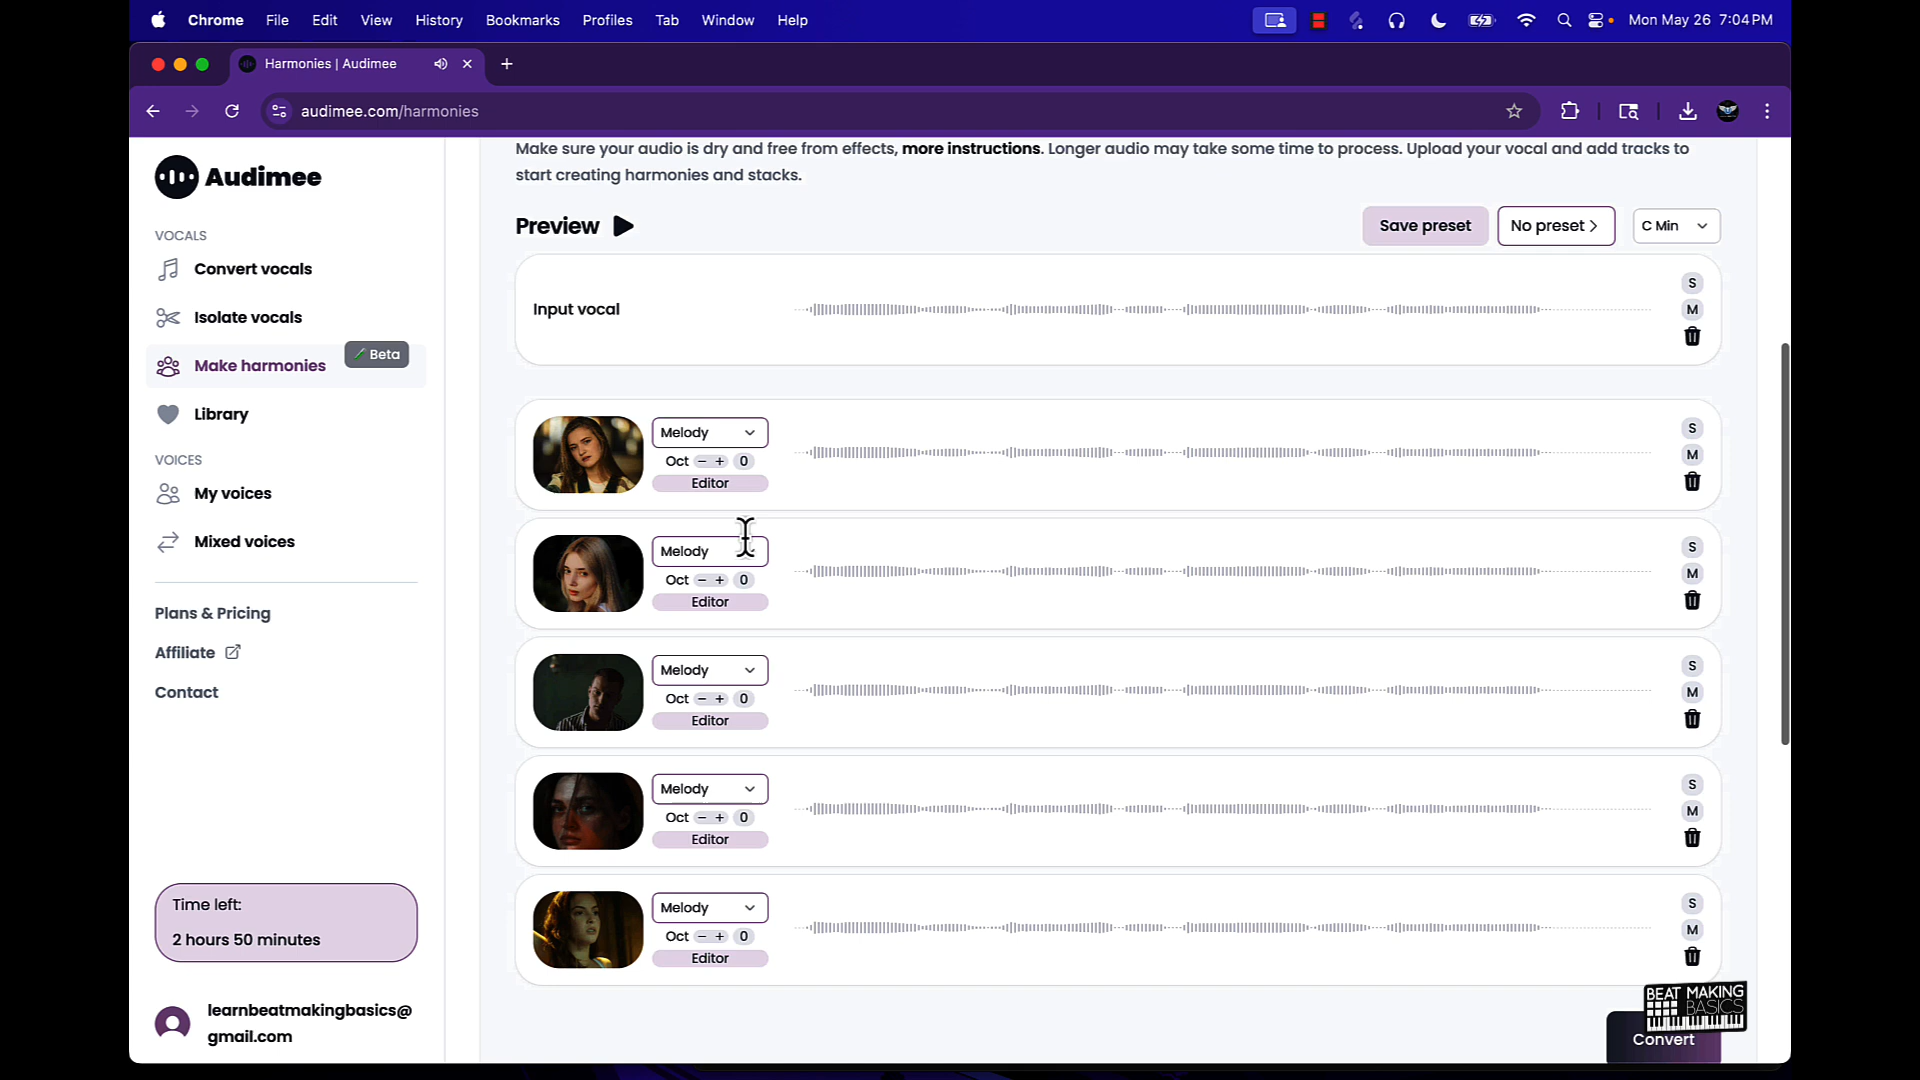 Chrome File Edit View History Bookmarks Profiles Tab Window Help Mon May 26 7:04 PM
Harmonies | Audimee
audimee.com/harmonies
Audimee
VOCALS
Convert vocals
Isolate vocals
Make harmonies Beta
Library
VOICES
My voices
Mixed voices
Plans & Pricing
Affiliate
Contact
Time left:
2 hours 50 minutes
learnbeatmakingbasics@
gmail.com
Make sure your audio is dry and free from effects, more instructions. Longer audio may take some time to process. Upload your vocal and add tracks to
start creating harmonies and stacks.
Preview Save preset No preset > C Min
Input vocal S
M
Melody S
Oct − + 0 M
Editor
Melody S
Oct − + 0 M
Editor
Melody S
Oct − + 0 M
Editor
Melody S
Oct − + 0 M
Editor
Melody S
Oct − + 0 M
Editor
BEAT MAKING
BASICS
Convert